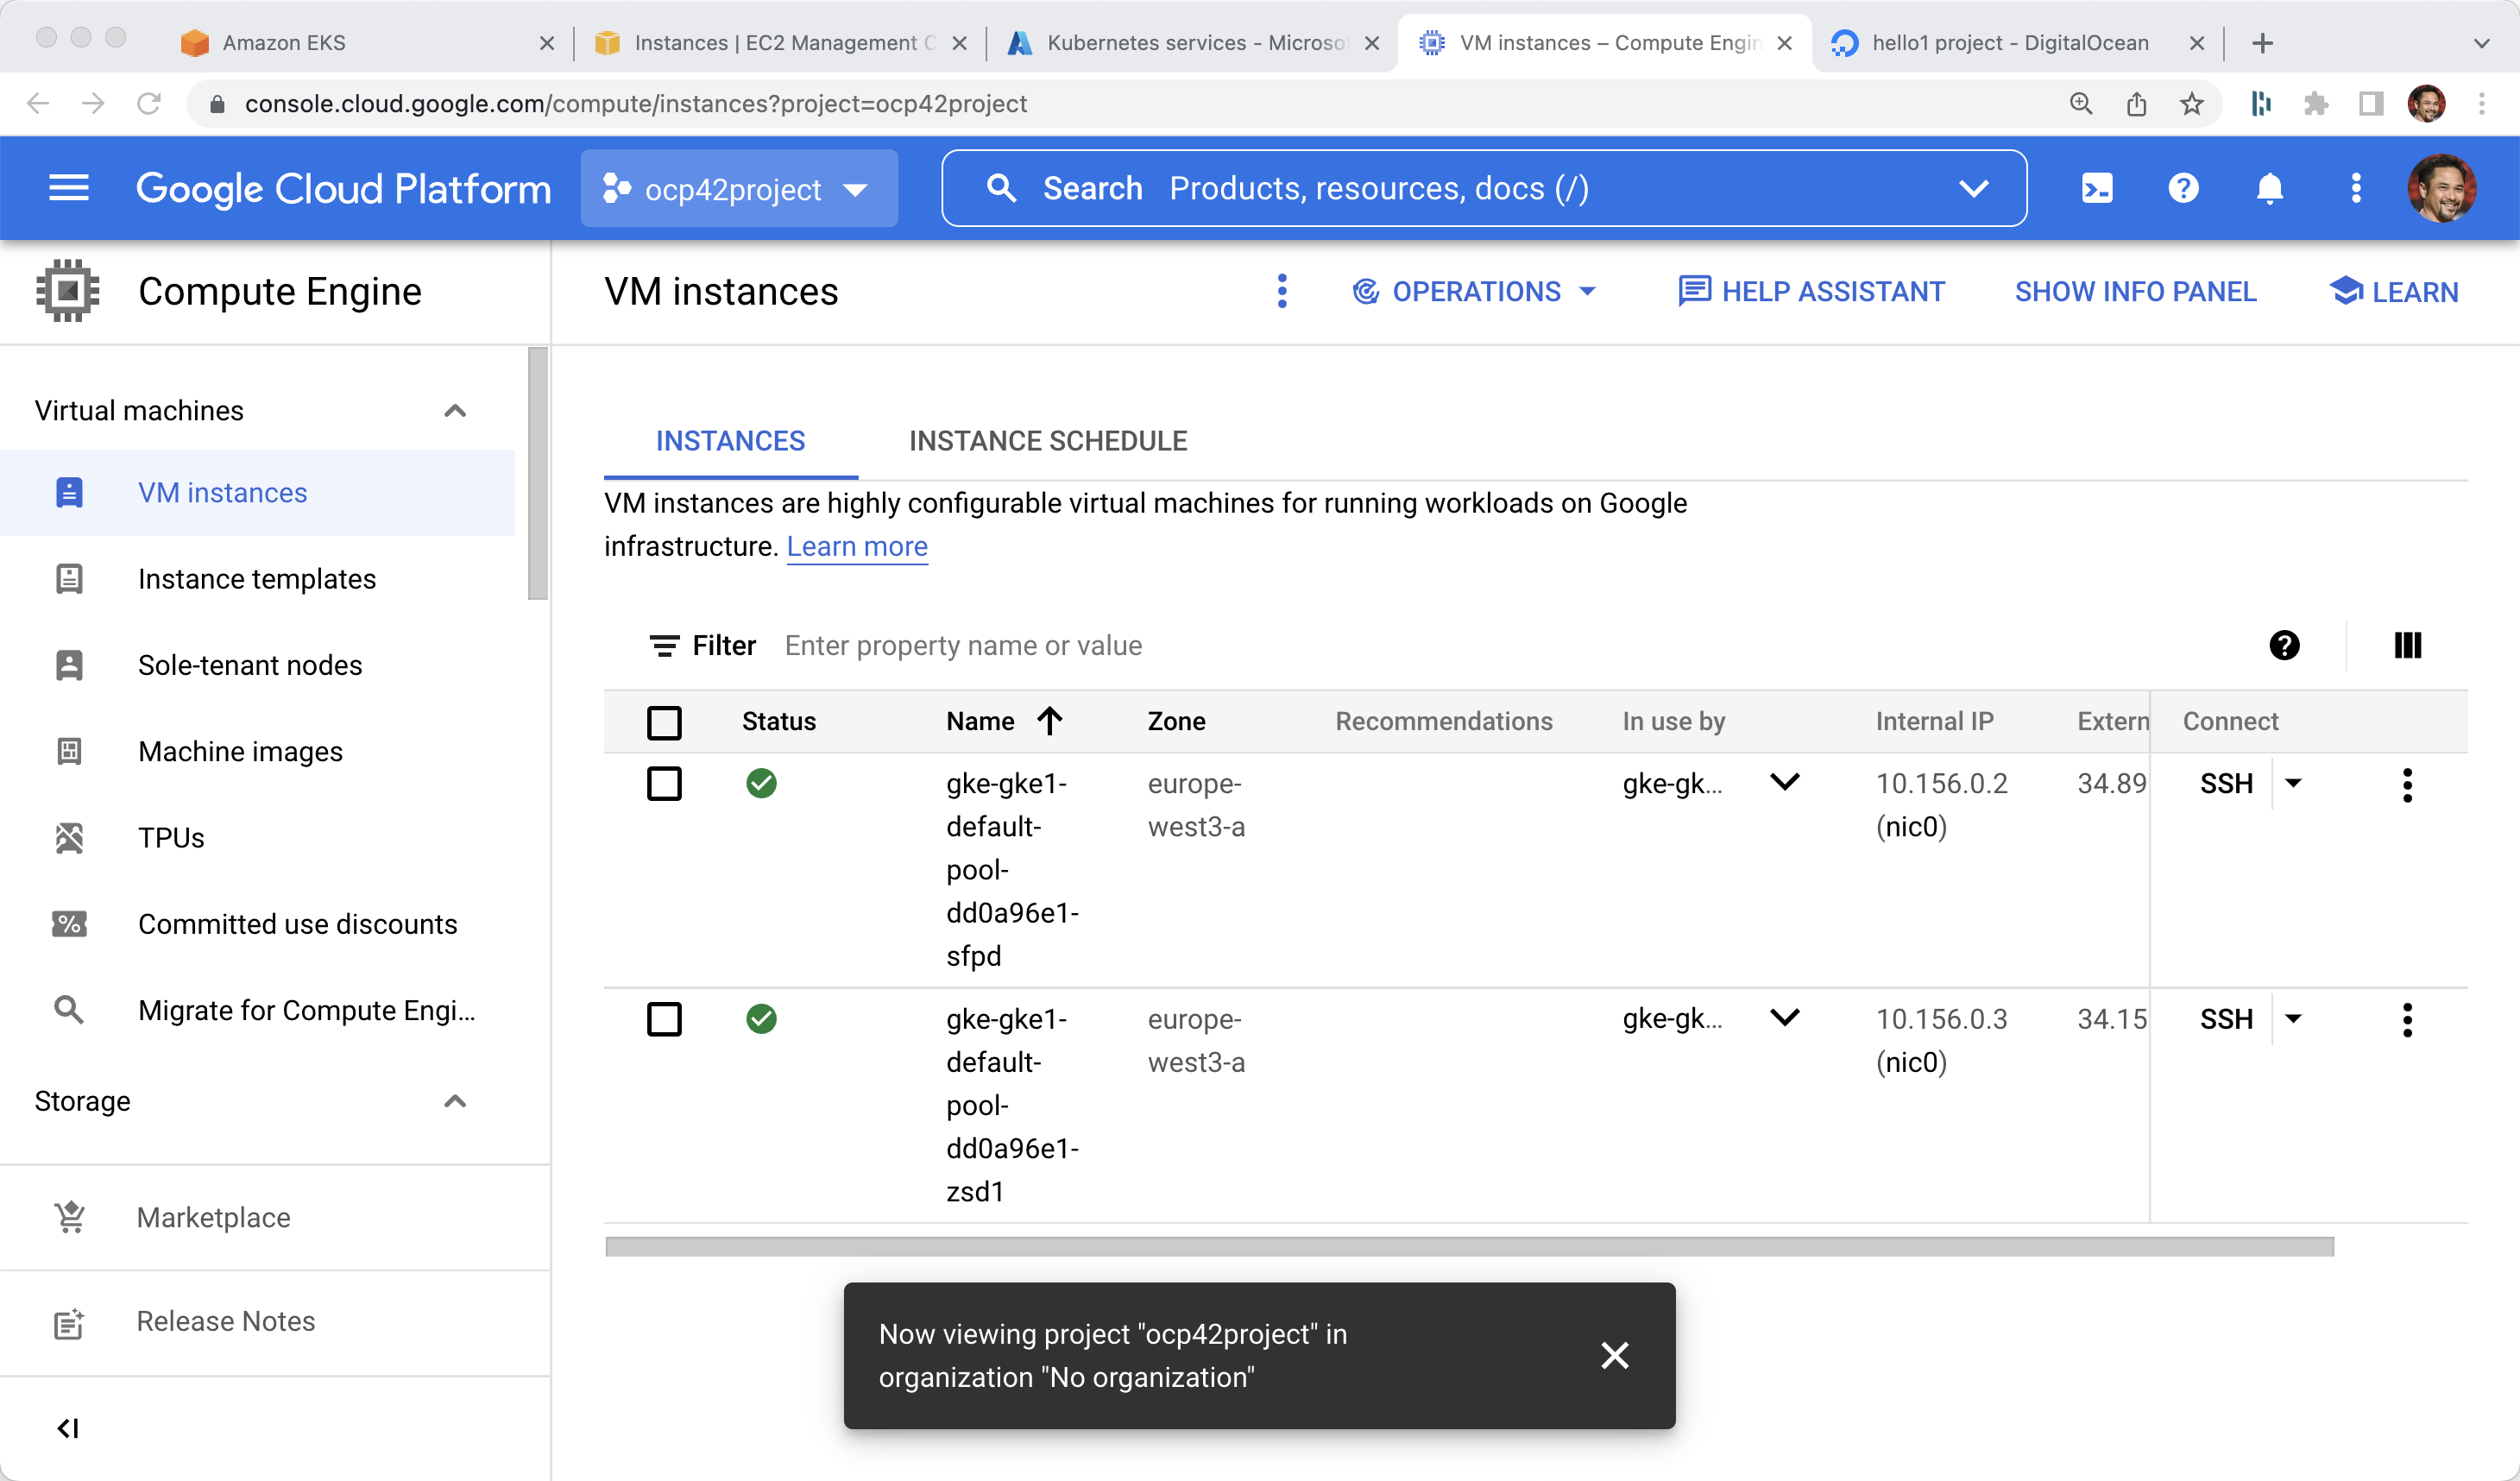 Amazon EKS
Instances | EC2 Management C
Kubernetes services - Microsof
VM instances – Compute Engin
hello1 project - DigitalOcean
console.cloud.google.com/compute/instances?project=ocp42project
Google Cloud Platform
ocp42project
Search Products, resources, docs (/)
Compute Engine
VM instances
OPERATIONS
HELP ASSISTANT
SHOW INFO PANEL
LEARN
Virtual machines
VM instances
Instance templates
Sole-tenant nodes
Machine images
TPUs
Committed use discounts
Migrate for Compute Engi...
Storage
Marketplace
Release Notes
INSTANCES
INSTANCE SCHEDULE
VM instances are highly configurable virtual machines for running workloads on Google
infrastructure. Learn more
Filter Enter property name or value
Status Name Zone Recommendations In use by Internal IP Extern Connect
gke-gke1- europe- gke-gk... 10.156.0.2 34.89 SSH
default- west3-a (nic0)
pool-
dd0a96e1-
sfpd
gke-gke1- europe- gke-gk... 10.156.0.3 34.15 SSH
default- west3-a (nic0)
pool-
dd0a96e1-
zsd1
Now viewing project "ocp42project" in
organization "No organization"